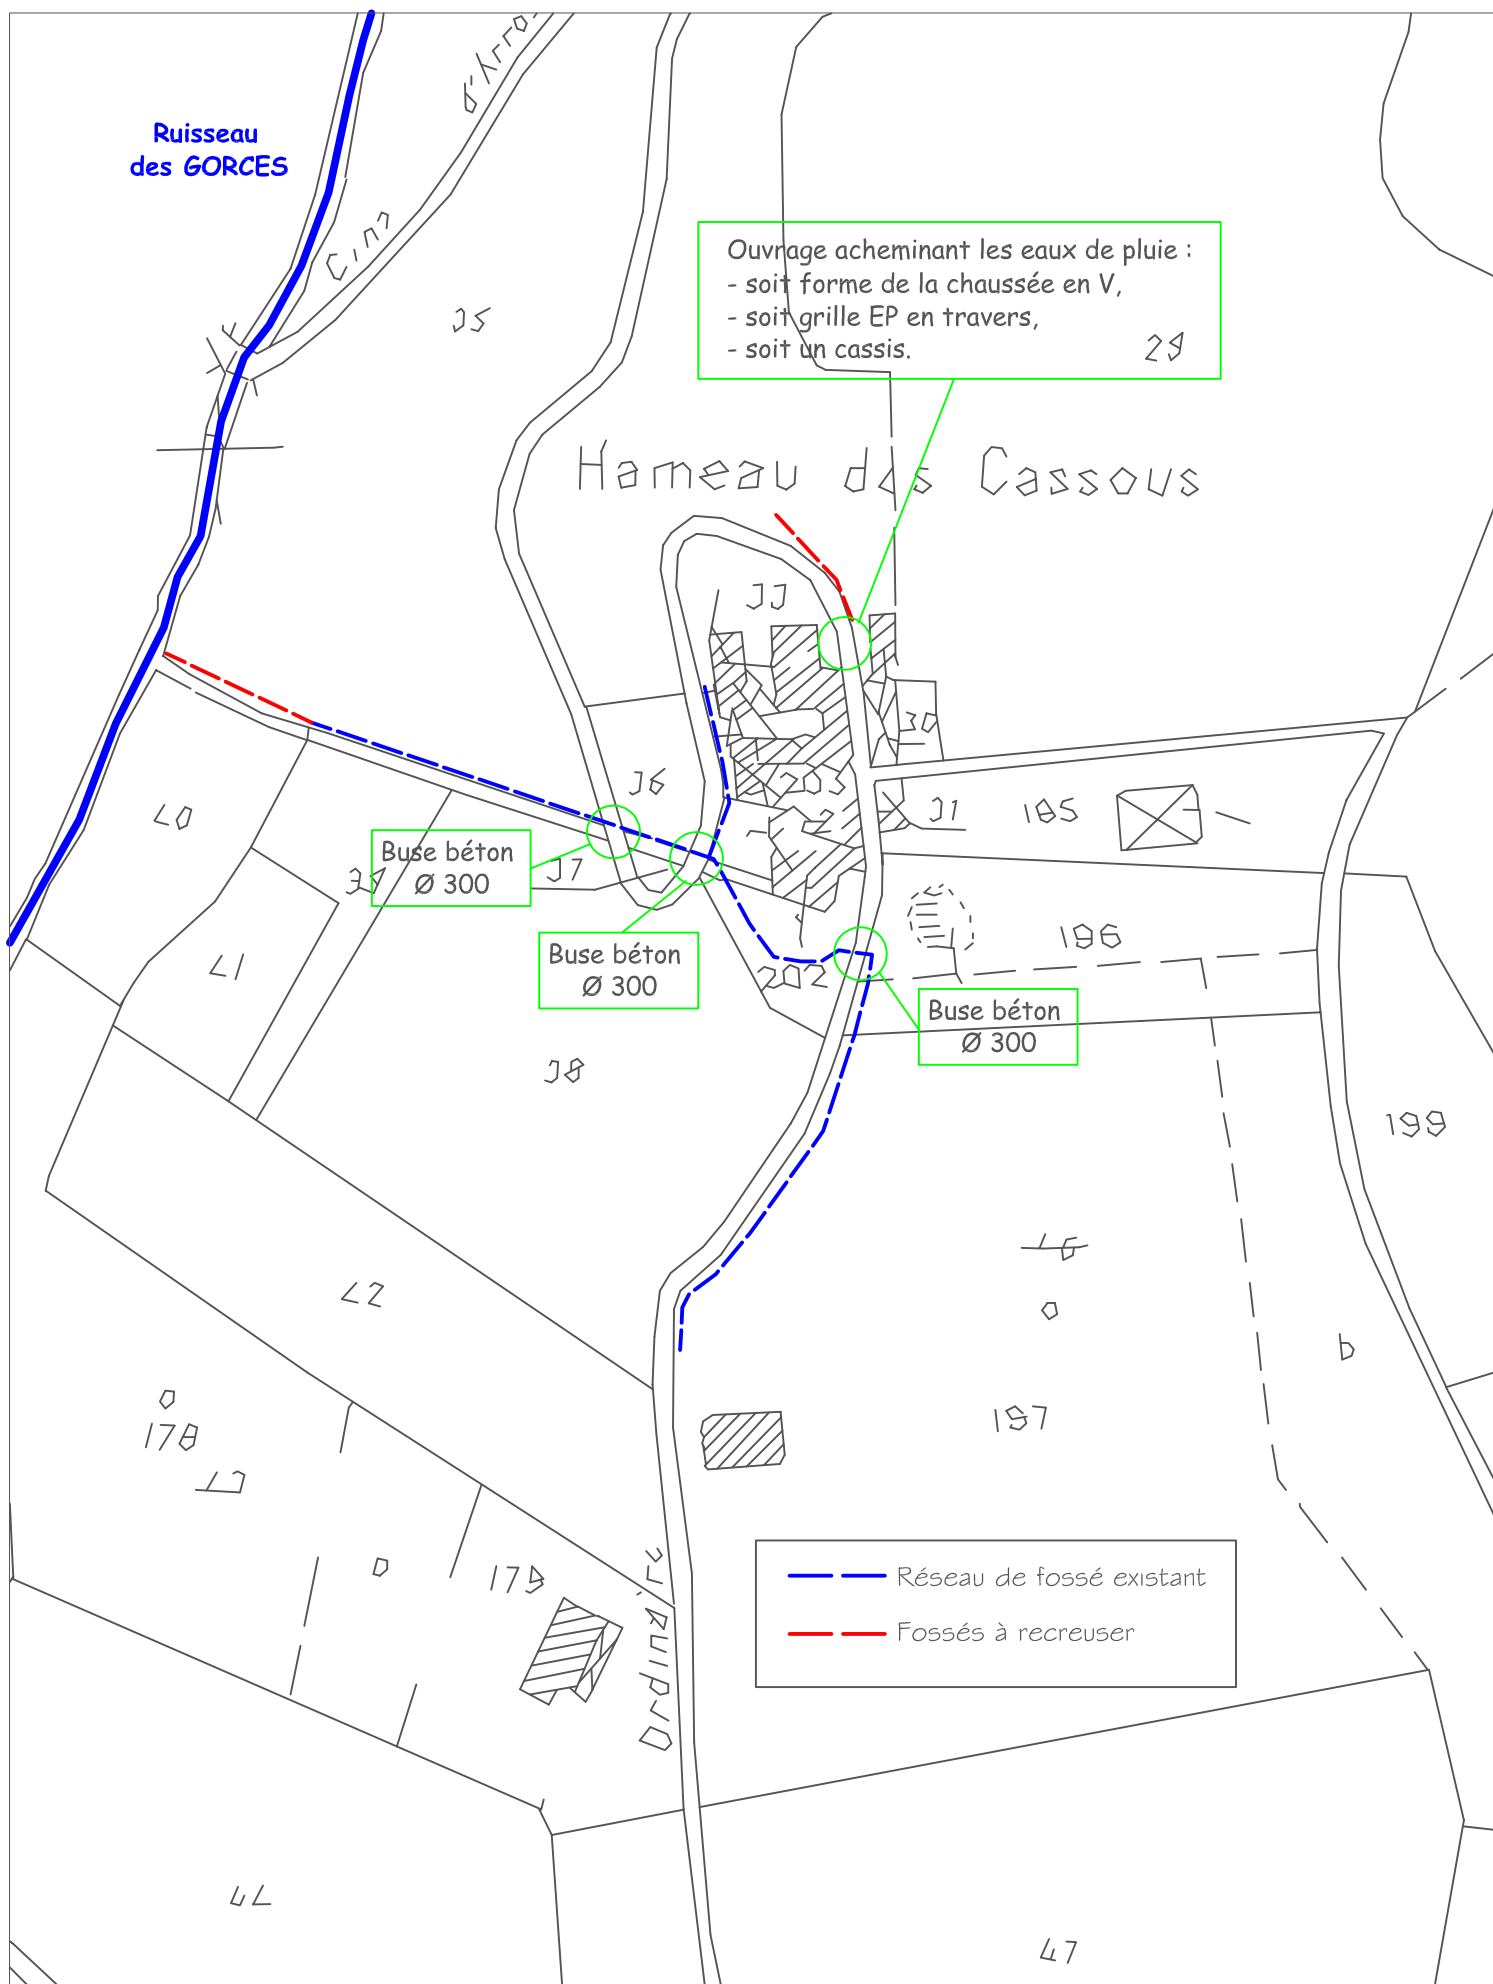 d'Arro
Ruisseau
des GORCES
35
Ouvrage acheminant les eaux de pluie :
- soit forme de la chaussée en V,
- soit grille EP en travers,
- soit un cassis.
29
Hameau des Cassous
33
30
36
203
31
185
40
Buse béton
Ø 300
37
39
196
41
Buse béton
Ø 300
202
Buse béton
Ø 300
38
199
42
b
197
178
179
Réseau de fossé existant
Fossés à recreuser
47